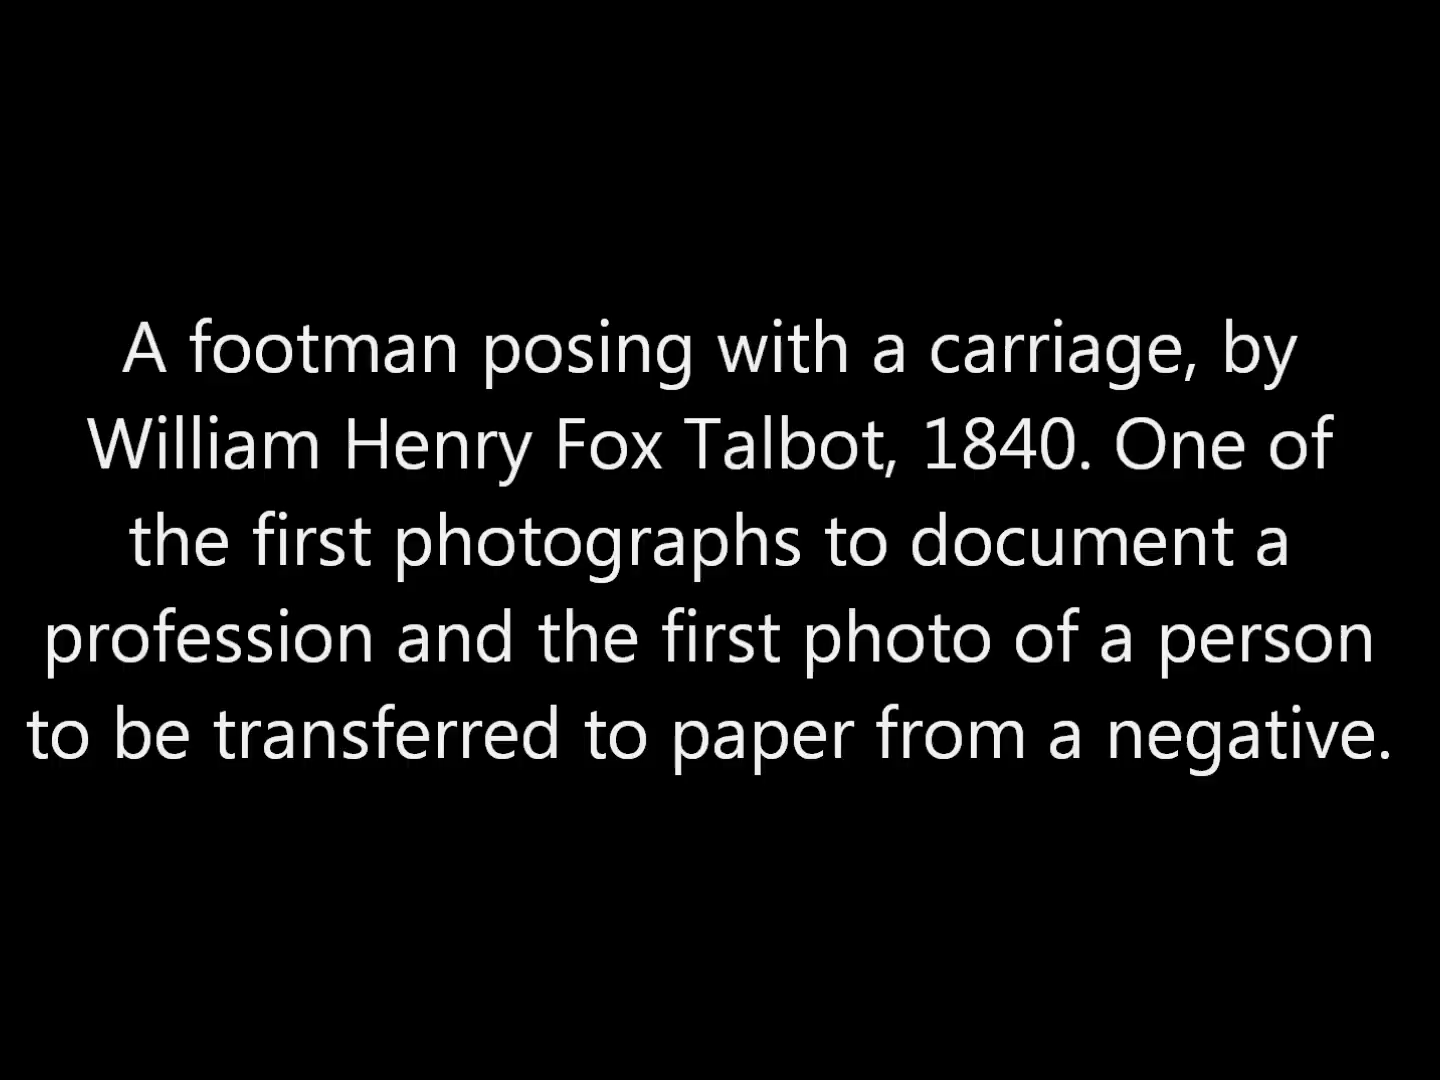 A footman posing with a carriage, by
William Henry Fox Talbot, 1840. One of
the first photographs to document a
profession and the first photo of a person
to be transferred to paper from a negative.